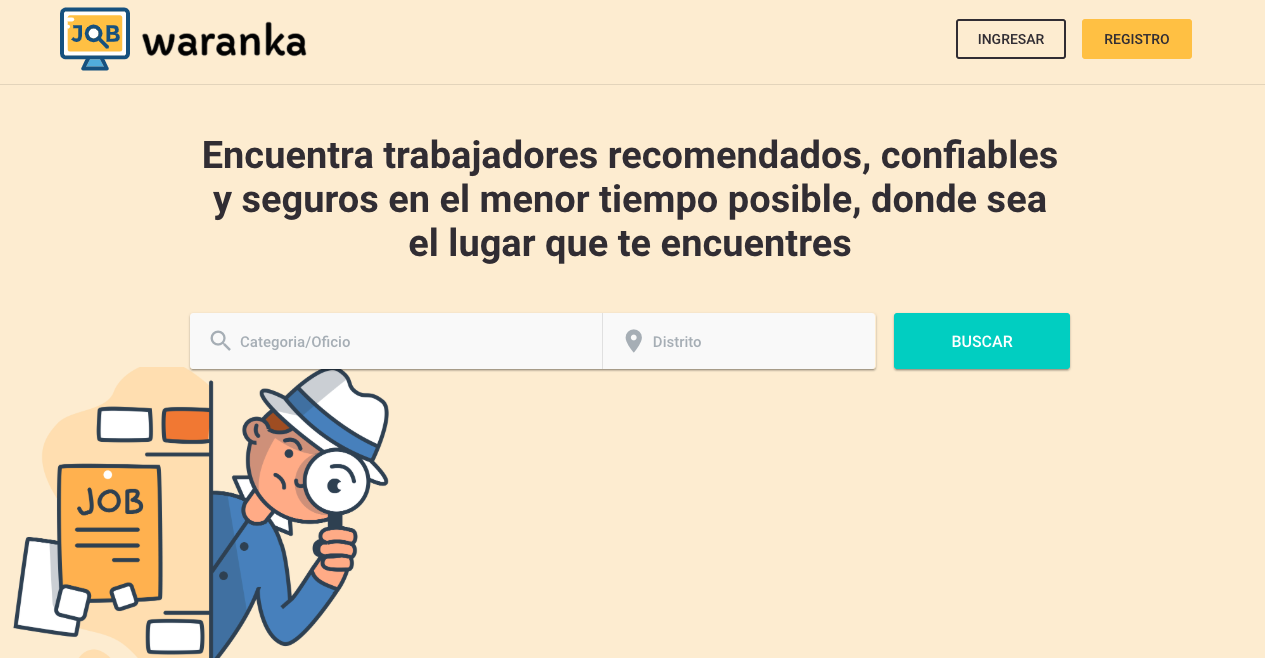 JOB
waranka
INGRESAR
REGISTRO
Encuentra trabajadores recomendados, confiables
y seguros en el menor tiempo posible, donde sea
el lugar que te encuentres
Categoria/Oficio
Distrito
BUSCAR
JOB